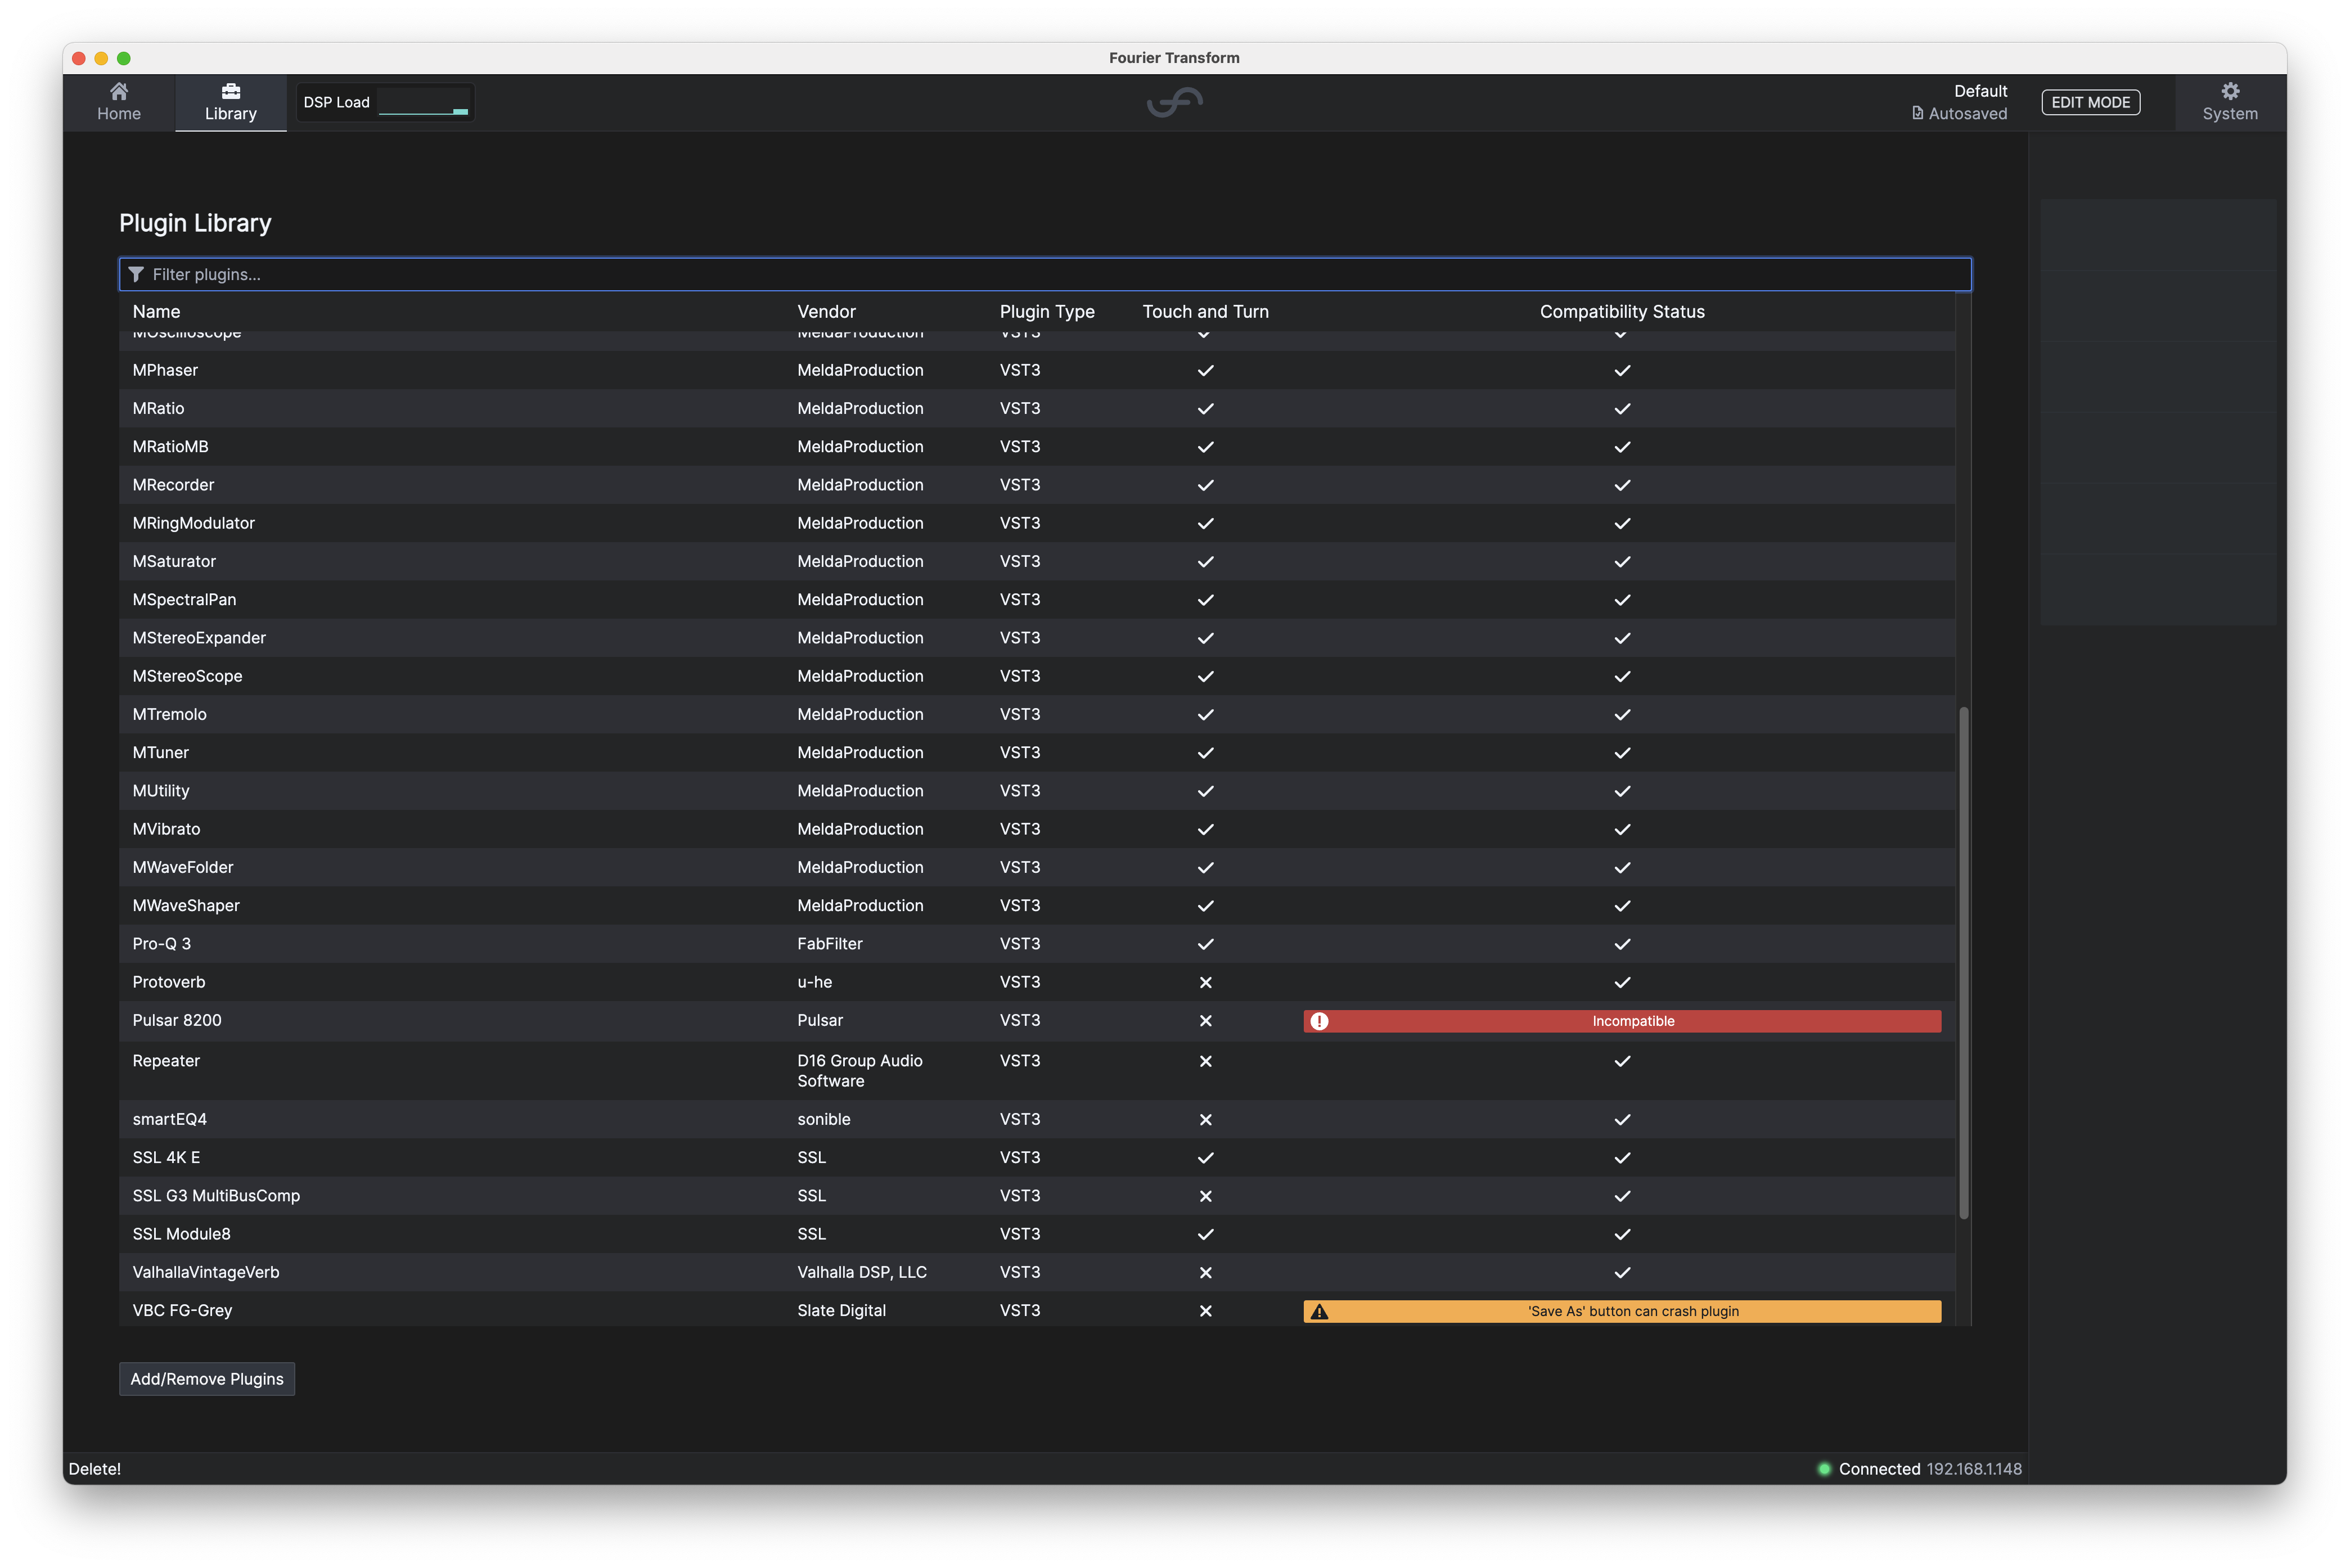 Fourier Transform
Home
Library
DSP Load
Default
Autosaved
EDIT MODE
System
Plugin Library
Filter plugins...
Name Vendor Plugin Type Touch and Turn Compatibility Status
MOscilloscope MeldaProduction VST3
MPhaser MeldaProduction VST3
MRatio MeldaProduction VST3
MRatioMB MeldaProduction VST3
MRecorder MeldaProduction VST3
MRingModulator MeldaProduction VST3
MSaturator MeldaProduction VST3
MSpectralPan MeldaProduction VST3
MStereoExpander MeldaProduction VST3
MStereoScope MeldaProduction VST3
MTremolo MeldaProduction VST3
MTuner MeldaProduction VST3
MUtility MeldaProduction VST3
MVibrato MeldaProduction VST3
MWaveFolder MeldaProduction VST3
MWaveShaper MeldaProduction VST3
Pro-Q 3 FabFilter VST3
Protoverb u-he VST3
Pulsar 8200 Pulsar VST3 Incompatible
Repeater D16 Group Audio VST3
Software
smartEQ4 sonible VST3
SSL 4K E SSL VST3
SSL G3 MultiBusComp SSL VST3
SSL Module8 SSL VST3
ValhallaVintageVerb Valhalla DSP, LLC VST3
VBC FG-Grey Slate Digital VST3 'Save As' button can crash plugin
Add/Remove Plugins
Delete!
Connected 192.168.1.148